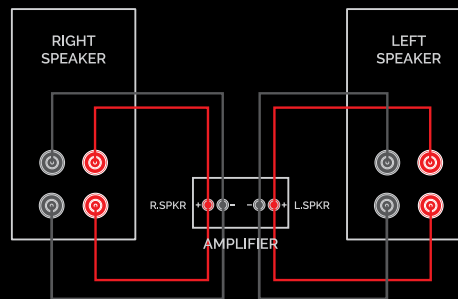 RIGHT
SPEAKER
LEFT
SPEAKER
R.SPKR + - - + L.SPKR
AMPLIFIER